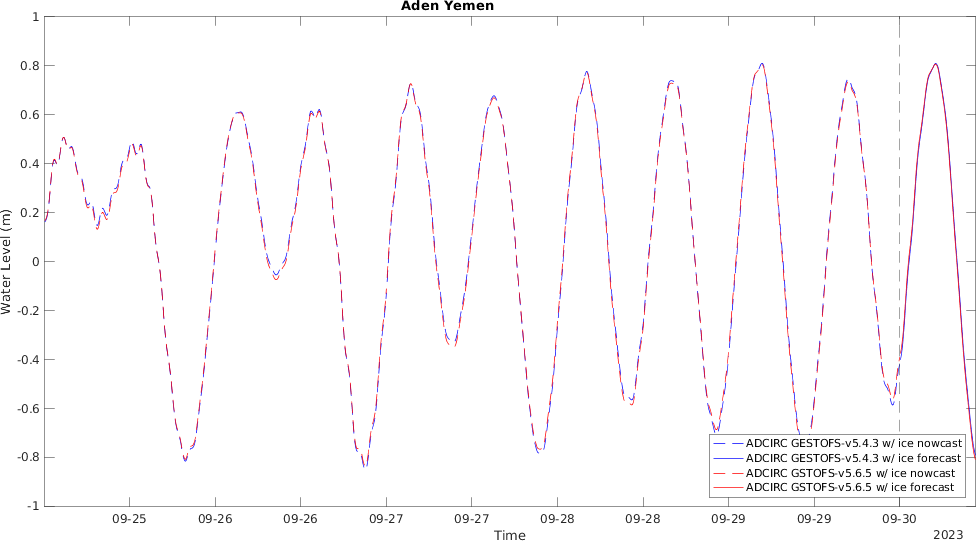 Aden Yemen
1
0.8
0.6
0.4
0.2
0
-0.2
-0.4
-0.6
-0.8
-1
Water Level (m)
ADCIRC GESTOFS-v5.4.3 w/ ice nowcast
ADCIRC GESTOFS-v5.4.3 w/ ice forecast
ADCIRC GSTOFS-v5.6.5 w/ ice nowcast
ADCIRC GSTOFS-v5.6.5 w/ ice forecast
09-25 09-26 09-26 09-27 09-27 09-28 09-28 09-29 09-29 09-30
Time
2023